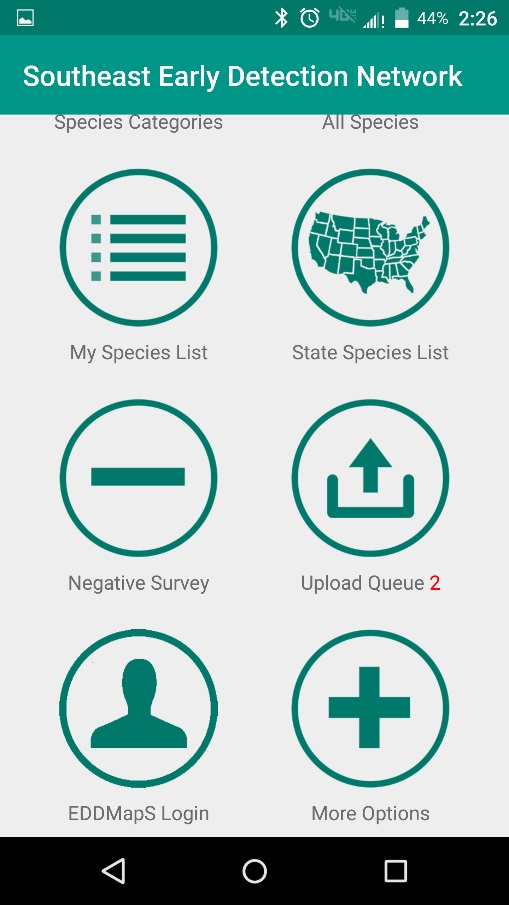 44% 2:26
Southeast Early Detection Network
Species Categories
All Species
My Species List
State Species List
Negative Survey
Upload Queue 2
EDDMapS Login
More Options